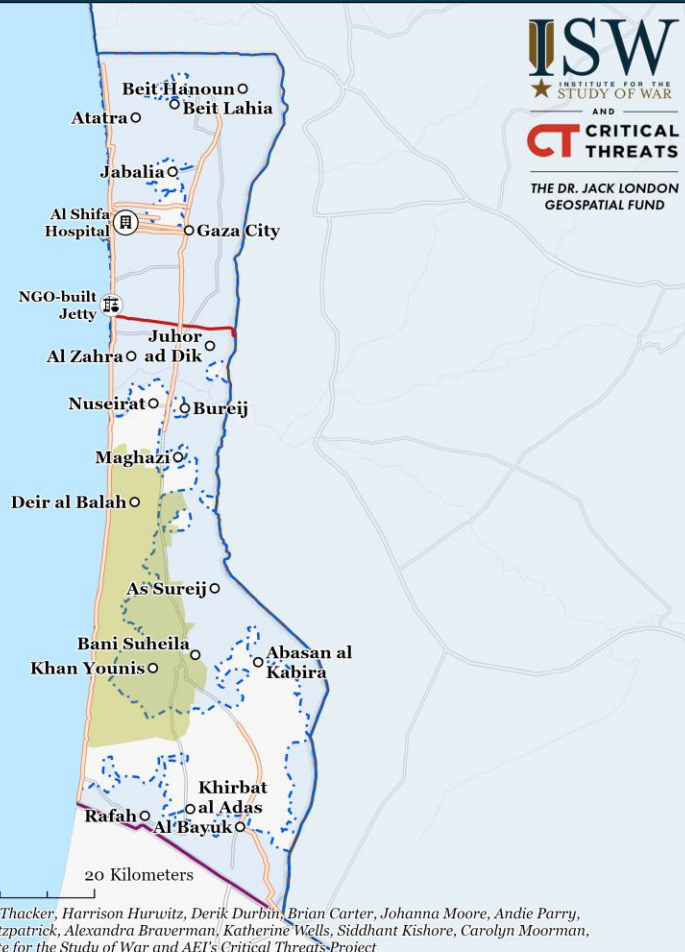 ISW
INSTITUTE FOR THE
STUDY OF WAR
AND
CT CRITICAL
THREATS
THE DR. JACK LONDON
GEOSPATIAL FUND
Beit Hanoun
Beit Lahia
Atatra
Jabalia
Al Shifa
Hospital
Gaza City
NGO-built
Jetty
Juhor
ad Dik
Al Zahra
Nuseirat
Bureij
Maghazi
Deir al Balah
As Sureij
Bani Suheila
Abasan al
Kabira
Khan Younis
Khirbat
al Adas
Rafah
Al Bayuk
20 Kilometers
Thacker, Harrison Hurwitz, Derik Durbin, Brian Carter, Johanna Moore, Andie Parry,
tzpatrick, Alexandra Braverman, Katherine Wells, Siddhant Kishore, Carolyn Moorman,
te for the Study of War and AEI's Critical Threats Project